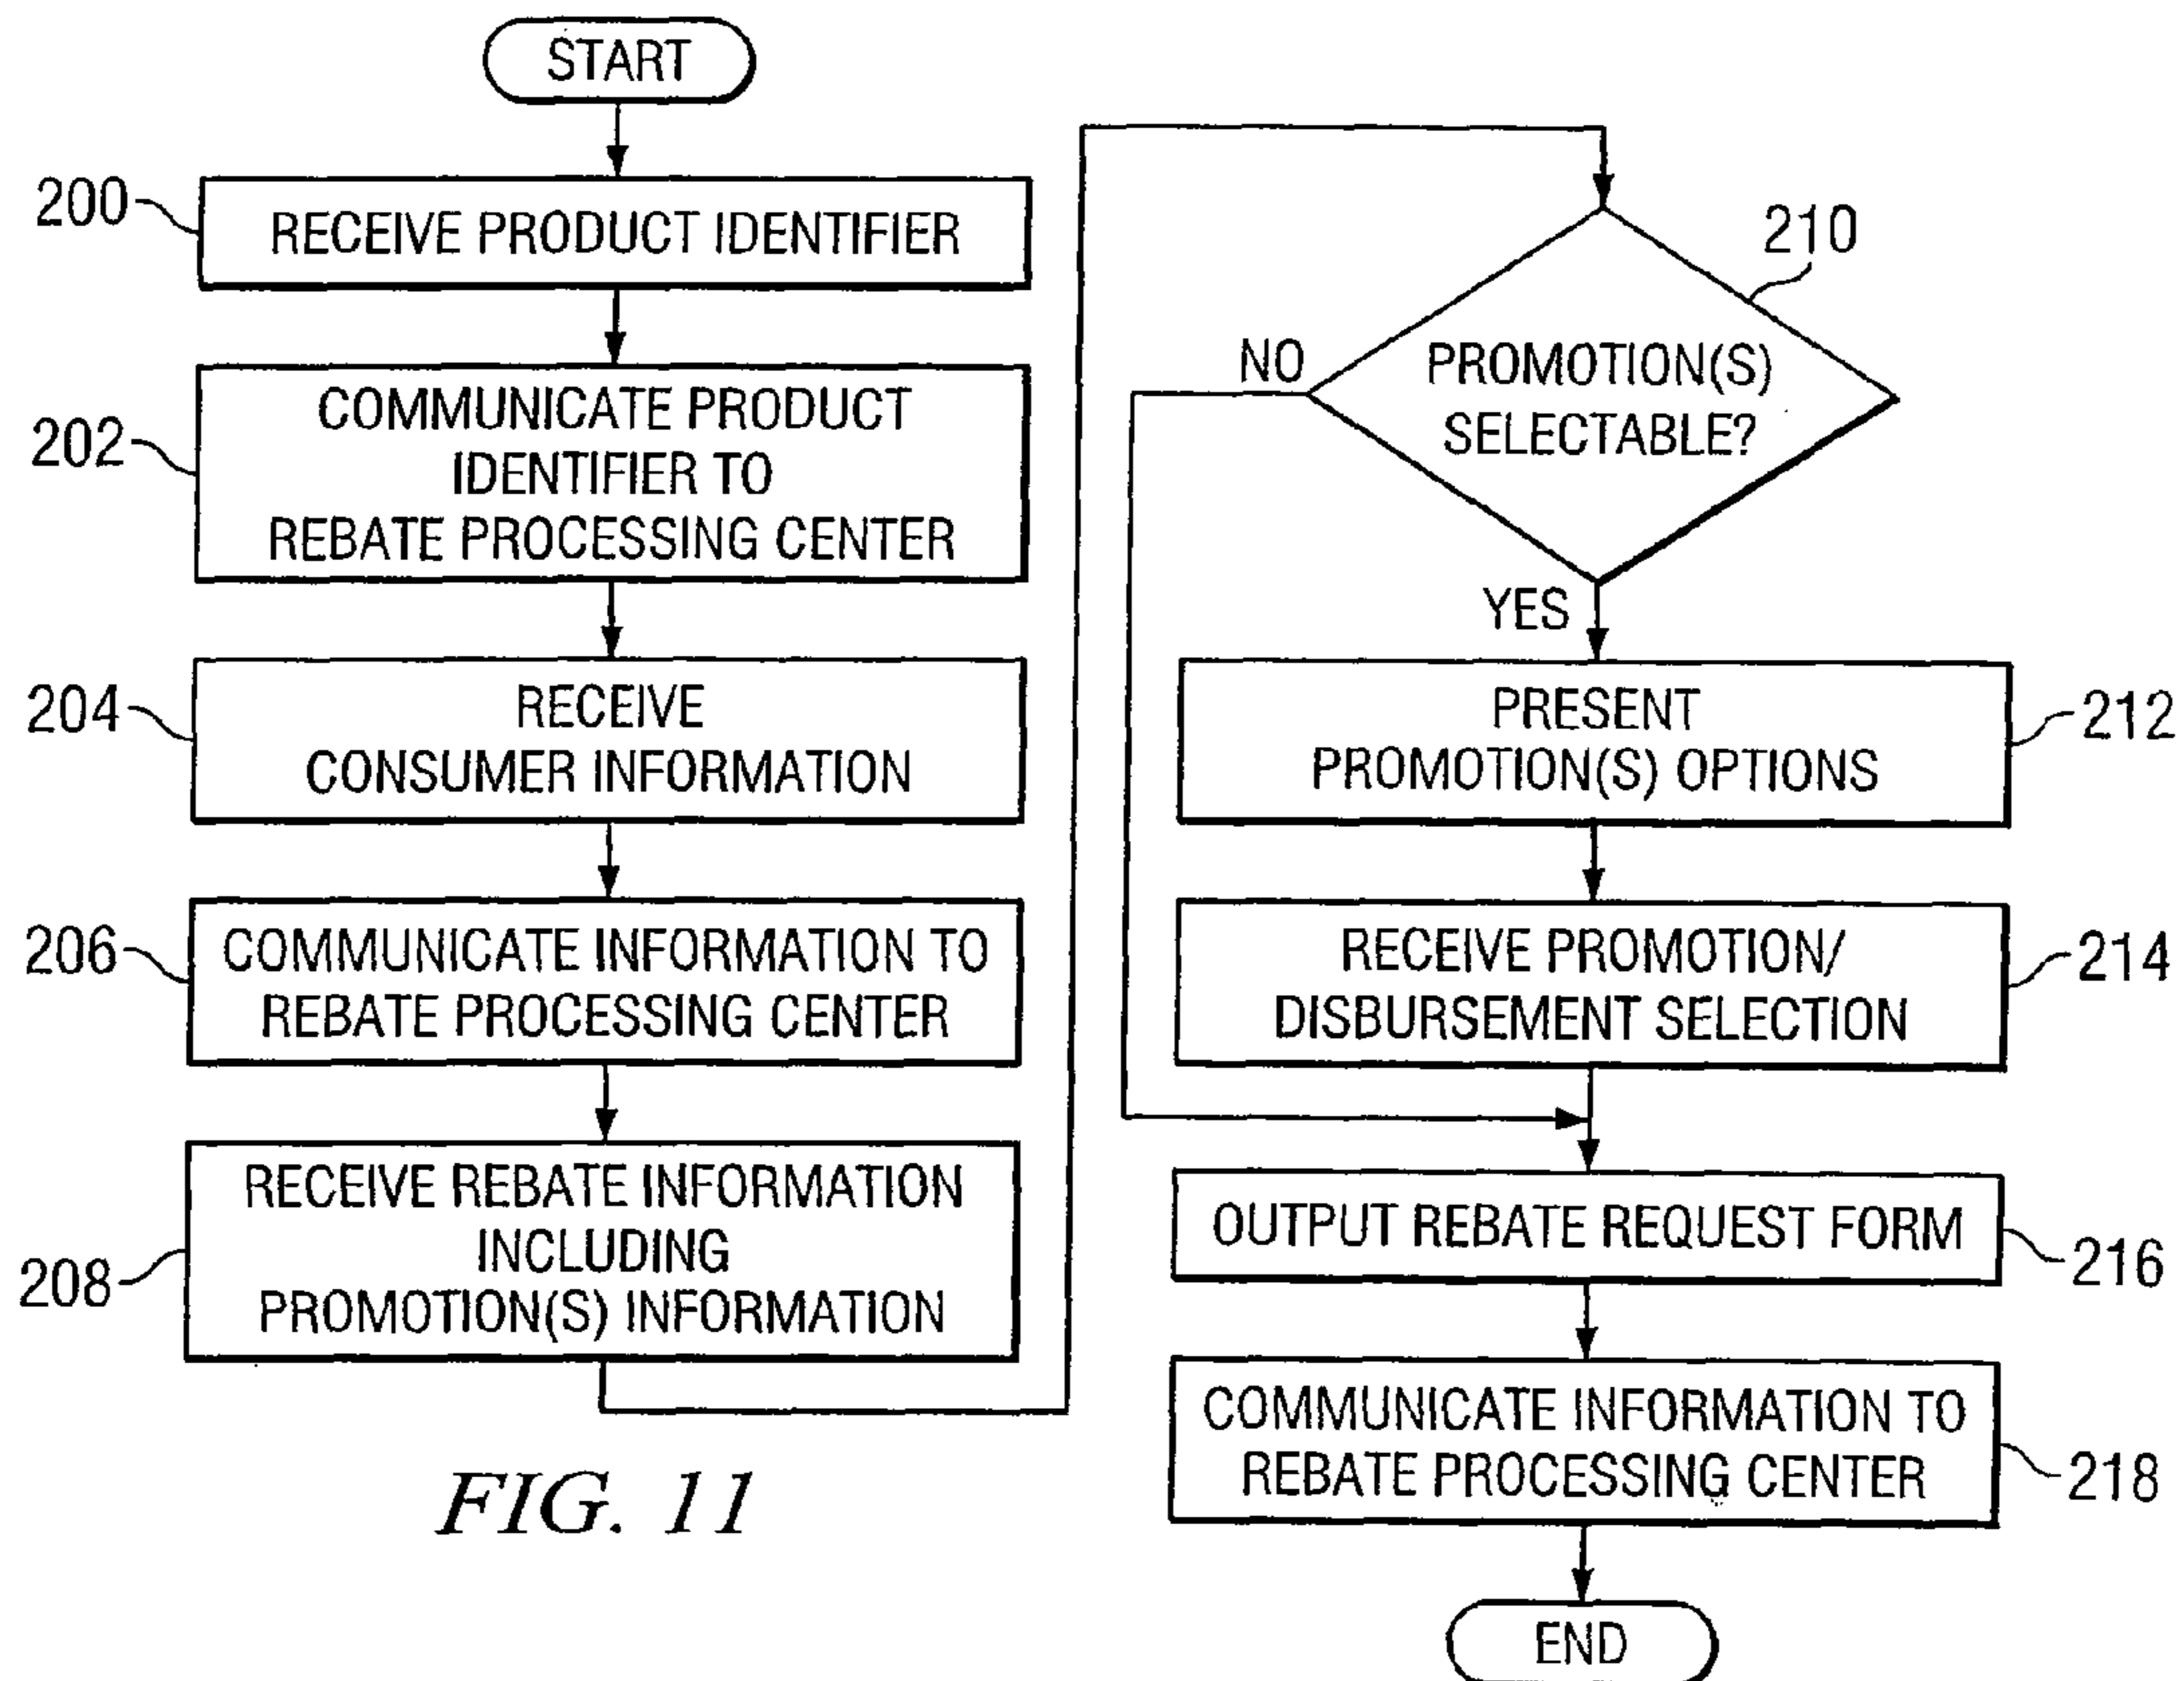 START
200
RECEIVE PRODUCT IDENTIFIER
202
COMMUNICATE PRODUCT
IDENTIFIER TO
REBATE PROCESSING CENTER
204
RECEIVE
CONSUMER INFORMATION
206
COMMUNICATE INFORMATION TO
REBATE PROCESSING CENTER
208
RECEIVE REBATE INFORMATION
INCLUDING
PROMOTION(S) INFORMATION
FIG. 11
210
PROMOTION(S)
SELECTABLE?
NO
YES
PRESENT
PROMOTION(S) OPTIONS
212
RECEIVE PROMOTION/
DISBURSEMENT SELECTION
214
OUTPUT REBATE REQUEST FORM
216
COMMUNICATE INFORMATION TO
REBATE PROCESSING CENTER
218
END